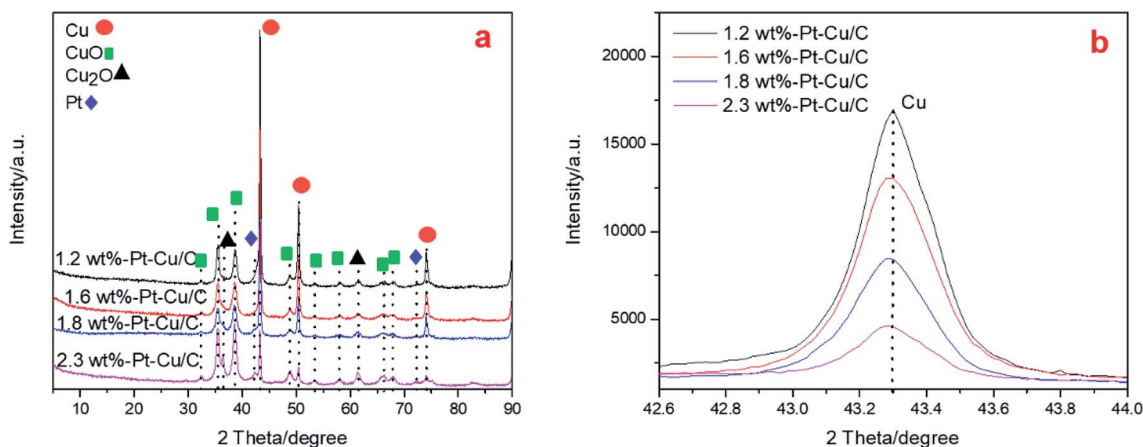 Cu
CuO
Cu2O
Pt
a
1.2 wt%-Pt-Cu/C
1.6 wt%-Pt-Cu/C
1.8 wt%-Pt-Cu/C
2.3 wt%-Pt-Cu/C
Intensity/a.u.
10 20 30 40 50 60 70 80 90
2 Theta/degree
1.2 wt%-Pt-Cu/C
1.6 wt%-Pt-Cu/C
1.8 wt%-Pt-Cu/C
2.3 wt%-Pt-Cu/C
b
Cu
20000
15000
10000
5000
Intensity/a.u.
42.6 42.8 43.0 43.2 43.4 43.6 43.8 44.0
2 Theta/degree